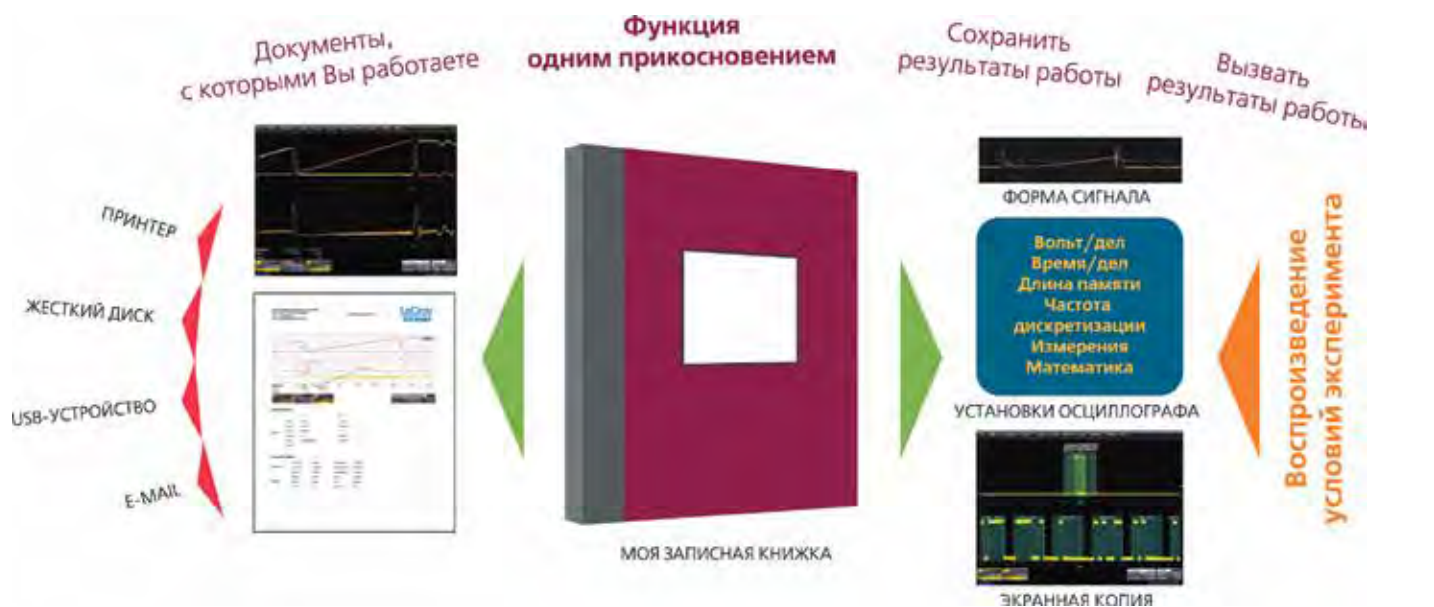 Документы,
с которыми Вы работаете
Функция
одним прикосновением
Сохранить
результаты работы
Вызвать
результаты работы
ПРИНТЕР
ЖЕСТКИЙ ДИСК
USB-УСТРОЙСТВО
E-MAIL
LeCroy
МОЯ ЗАПИСНАЯ КНИЖКА
ФОРМА СИГНАЛА
Вольт/дел
Время/дел
Длина памяти
Частота
дискретизации
Измерения
Математика
УСТАНОВКИ ОСЦИЛЛОГРАФА
ЭКРАННАЯ КОПИЯ
Воспроизведение
условий эксперимента